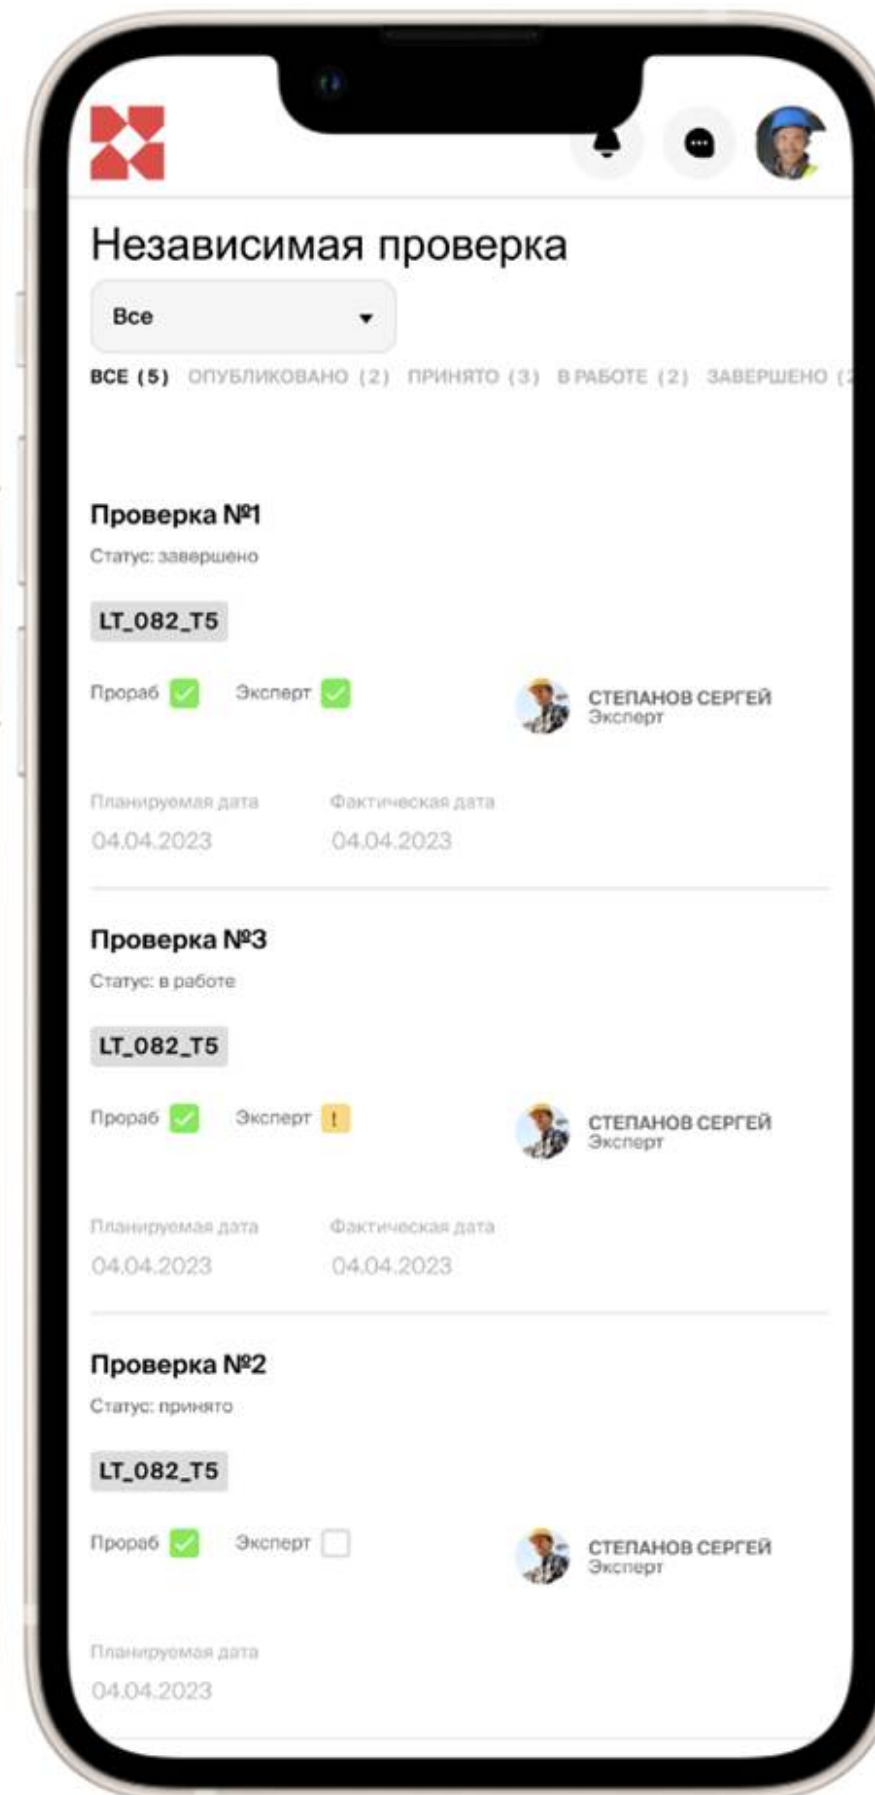 Независимая проверка
Все
ВСЕ (5) ОПУБЛИКОВАНО (2) ПРИНЯТО (3) В РАБОТЕ (2) ЗАВЕРШЕНО (2
Проверка №1
Статус: завершено
LT_082_T5
Прораб Эксперт
СТЕПАНОВ СЕРГЕЙ
Эксперт
Планируемая дата Фактическая дата
04.04.2023 04.04.2023
Проверка №3
Статус: в работе
LT_082_T5
Прораб Эксперт !
СТЕПАНОВ СЕРГЕЙ
Эксперт
Планируемая дата Фактическая дата
04.04.2023 04.04.2023
Проверка №2
Статус: принято
LT_082_T5
Прораб Эксперт
СТЕПАНОВ СЕРГЕЙ
Эксперт
Планируемая дата
04.04.2023